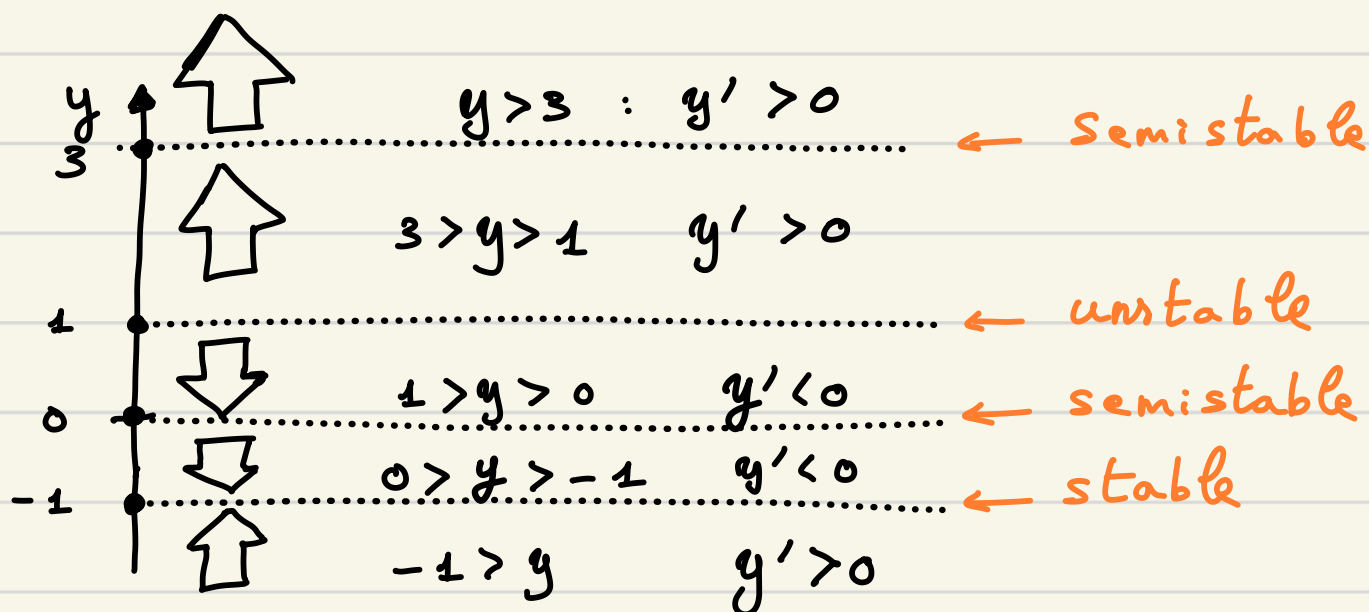 y
y>3 : y' >0
3 ← semistable
3>y>1 y' >0
1 ← unstable
1>y>0 y'<0
0 ← semistable
0>y>-1 y'<0
-1 ← stable
-1>y y'>0